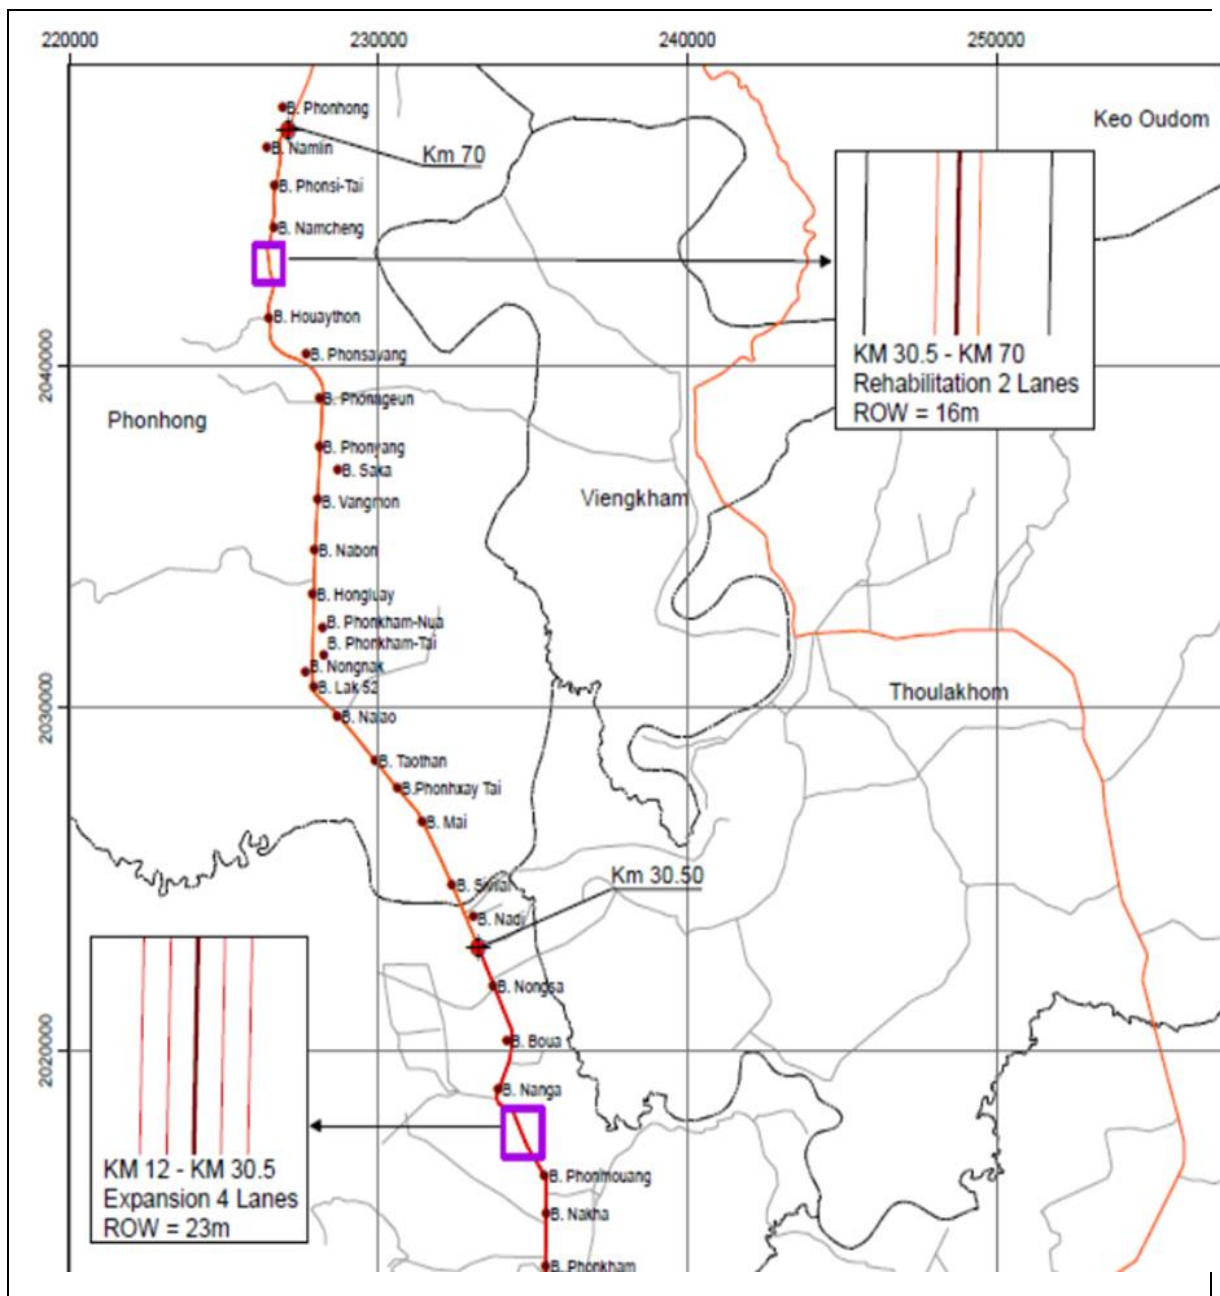 220000
230000
240000
250000
B. Phonhong
Keo Oudom
Km 70
B. Namlin
B. Phonsi-Tai
B. Namcheng
B. Houaython
KM 30.5 - KM 70
Rehabilitation 2 Lanes
ROW = 16m
2040000
B. Phonsavang
B. Phonngeun
Phonhong
B. Phonyang
B. Saka
Viengkham
B. Vangmon
B. Nabon
B. Hongluay
B. Phonkham-Nua
B. Phonkham-Tai
B. Nongnak
B. Lak 52
Thoulakhom
2030000
B. Nalao
B. Taothan
B.Phonhxay Tai
B. Mai
Km 30.50
B. Sivilai
B. Nadi
B. Nongsa
2020000
B. Boua
B. Nanga
KM 12 - KM 30.5
Expansion 4 Lanes
ROW = 23m
B. Phonmouang
B. Nakha
B. Phonkham